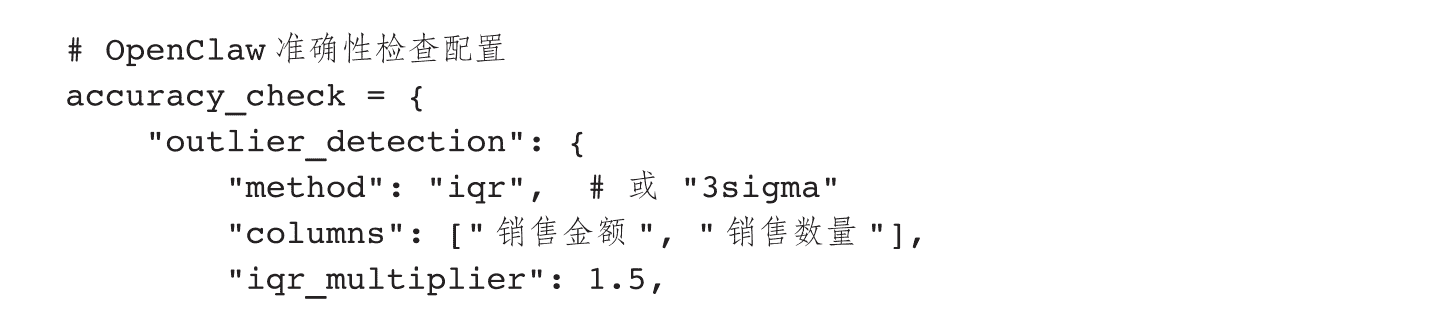 # OpenClaw 准确性检查配置
accuracy_check = {
    "outlier_detection": {
        "method": "iqr",  # 或 "3sigma"
        "columns": ["销售金额", "销售数量"],
        "iqr_multiplier": 1.5,